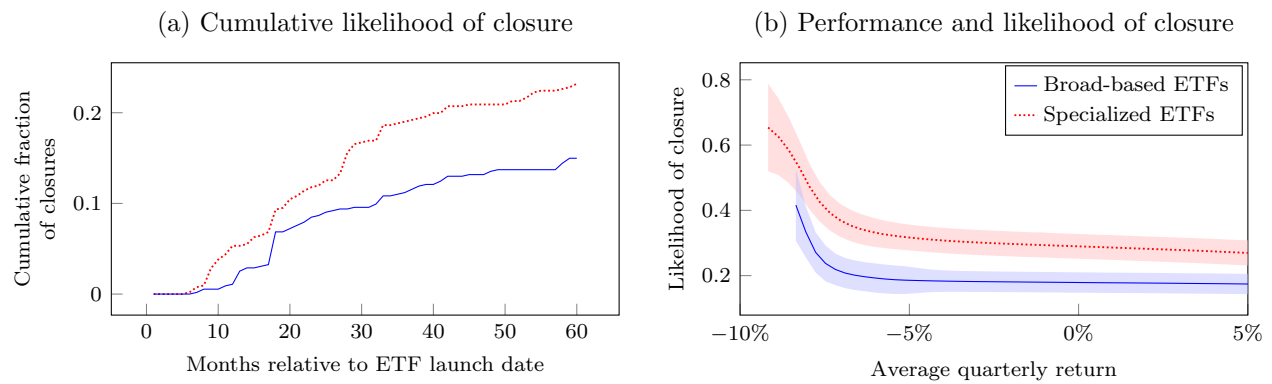 (a) Cumulative likelihood of closure
Cumulative fraction
of closures
0.2
0.1
0
0 10 20 30 40 50 60
Months relative to ETF launch date
(b) Performance and likelihood of closure
Likelihood of closure
0.8
0.6
0.4
0.2
Broad-based ETFs
Specialized ETFs
−10% −5% 0% 5%
Average quarterly return